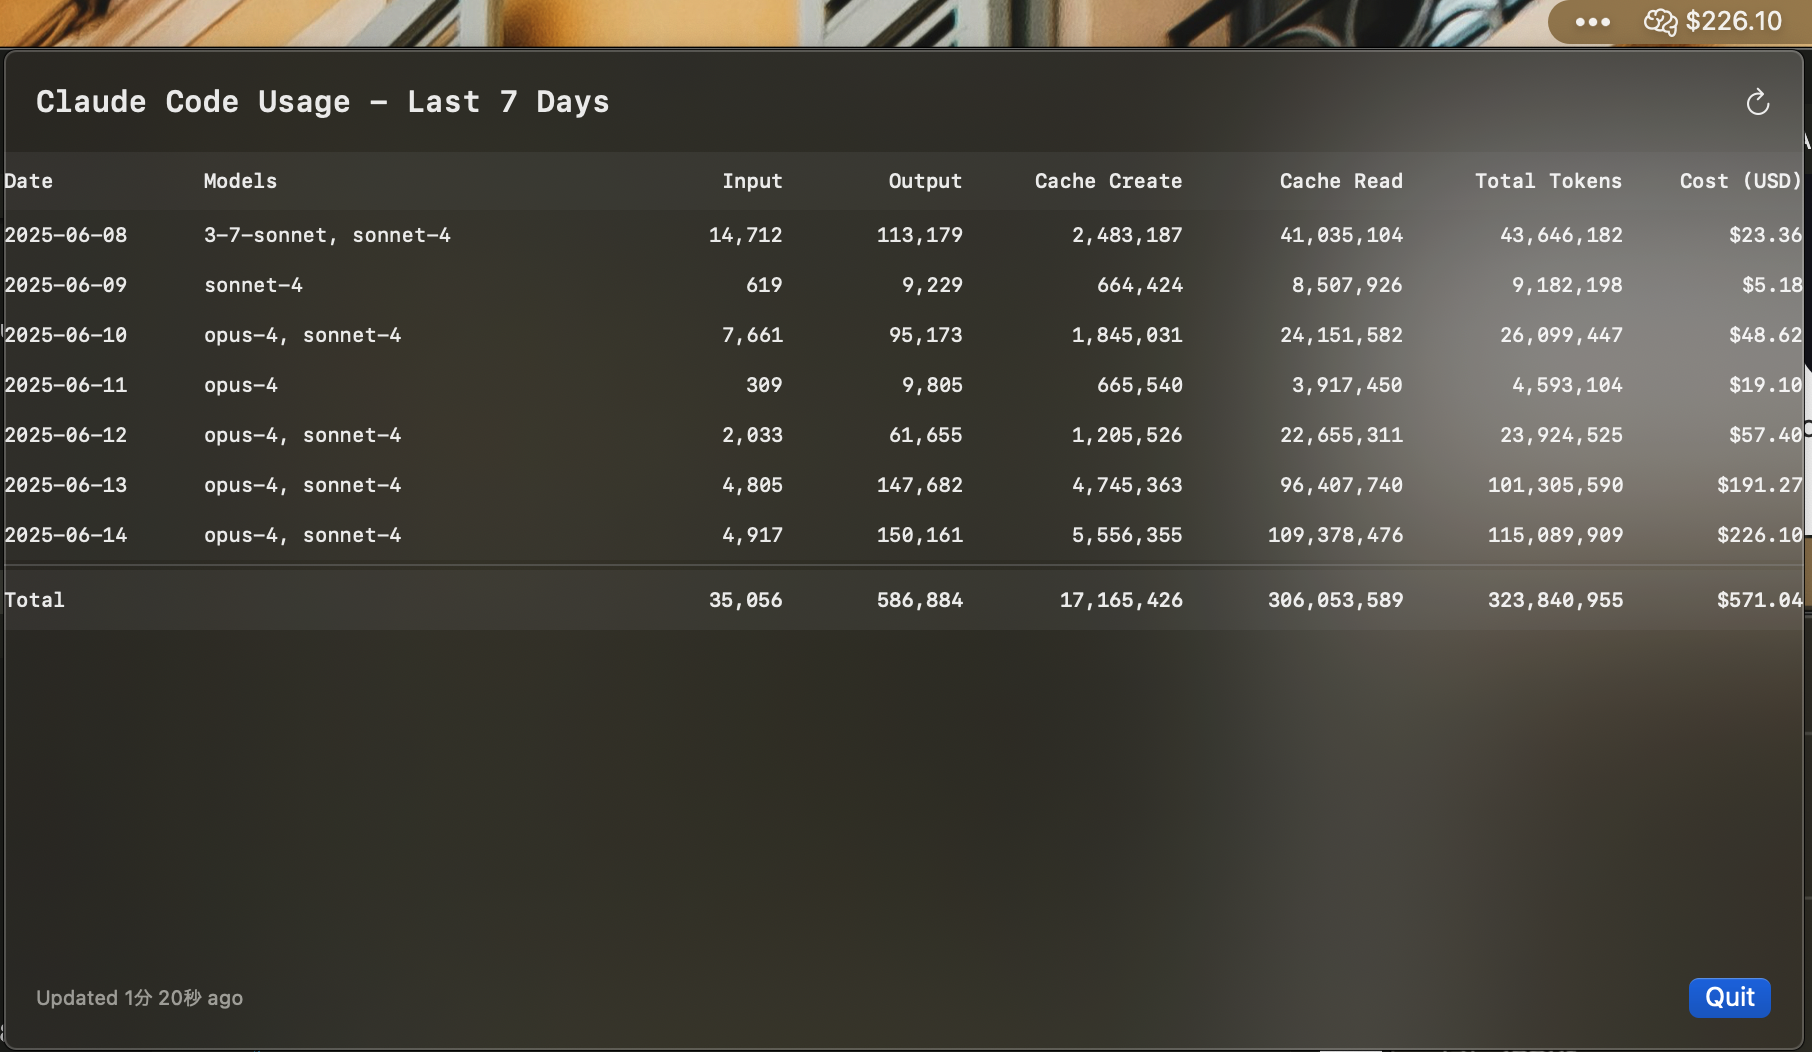 ••• $226.10
Claude Code Usage – Last 7 Days
Date Models Input Output Cache Create Cache Read Total Tokens Cost (USD)
2025-06-08 3-7-sonnet, sonnet-4 14,712 113,179 2,483,187 41,035,104 43,646,182 $23.36
2025-06-09 sonnet-4 619 9,229 664,424 8,507,926 9,182,198 $5.18
2025-06-10 opus-4, sonnet-4 7,661 95,173 1,845,031 24,151,582 26,099,447 $48.62
2025-06-11 opus-4 309 9,805 665,540 3,917,450 4,593,104 $19.10
2025-06-12 opus-4, sonnet-4 2,033 61,655 1,205,526 22,655,311 23,924,525 $57.40
2025-06-13 opus-4, sonnet-4 4,805 147,682 4,745,363 96,407,740 101,305,590 $191.27
2025-06-14 opus-4, sonnet-4 4,917 150,161 5,556,355 109,378,476 115,089,909 $226.10
Total 35,056 586,884 17,165,426 306,053,589 323,840,955 $571.04
Updated 1分 20秒 ago
Quit